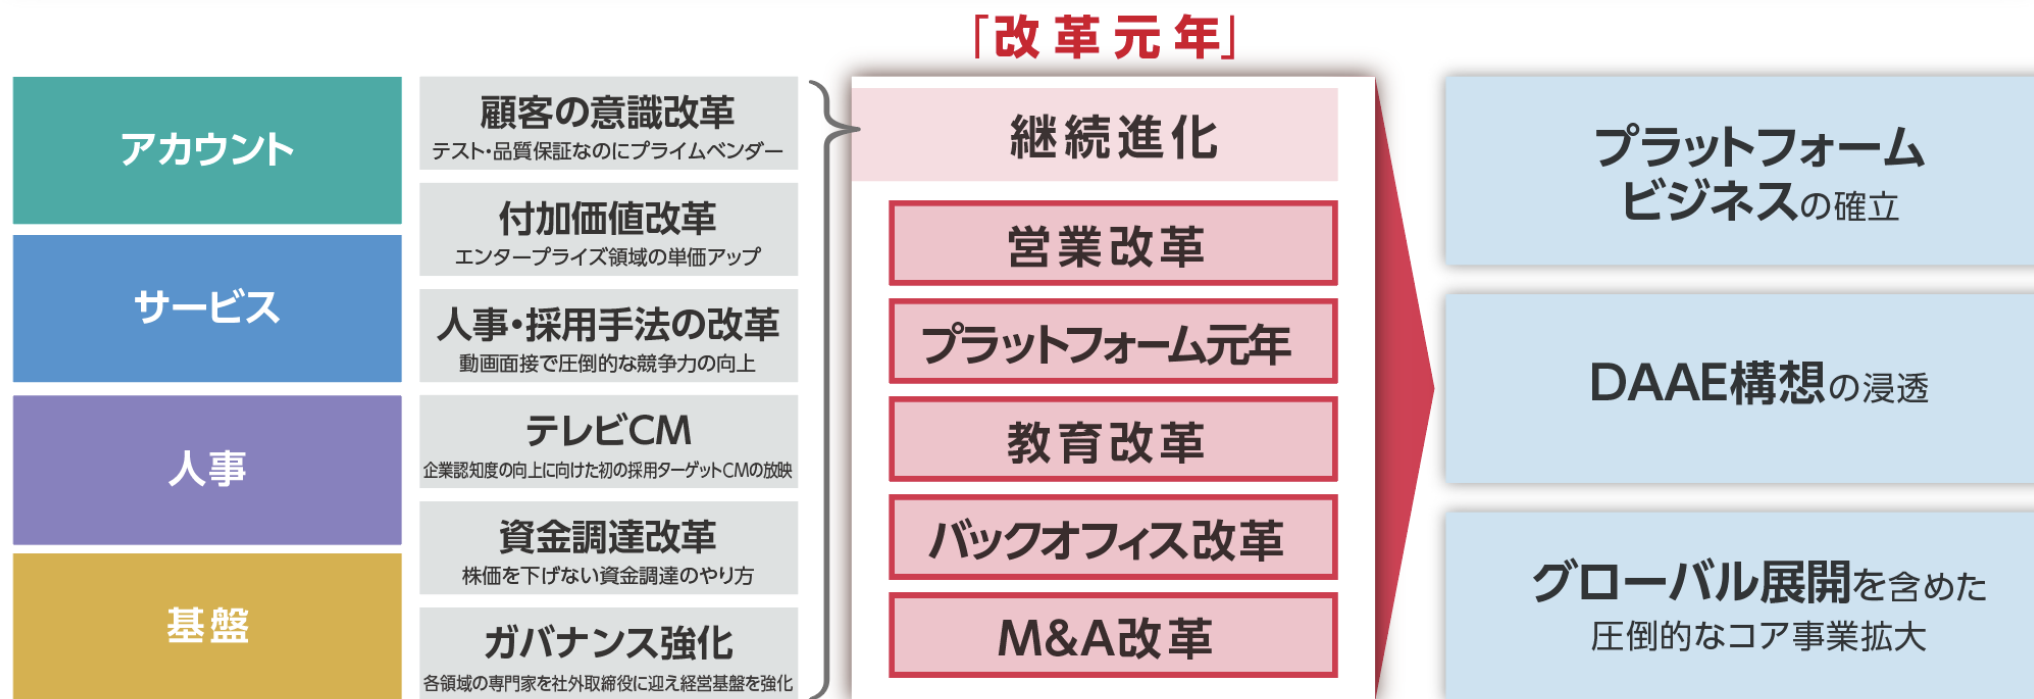 「改革元年」
アカウント
サービス
人事
基盤
顧客の意識改革
テスト・品質保証なのにプライムベンダー
付加価値改革
エンタープライズ領域の単価アップ
人事・採用手法の改革
動画面接で圧倒的な競争力の向上
テレビCM
企業認知度の向上に向けた初の採用ターゲットCMの放映
資金調達改革
株価を下げない資金調達のやり方
ガバナンス強化
各領域の専門家を社外取締役に迎え経営基盤を強化
継続進化
営業改革
プラットフォーム元年
教育改革
バックオフィス改革
M&A改革
プラットフォーム
ビジネスの確立
DAAE構想の浸透
グローバル展開を含めた
圧倒的なコア事業拡大